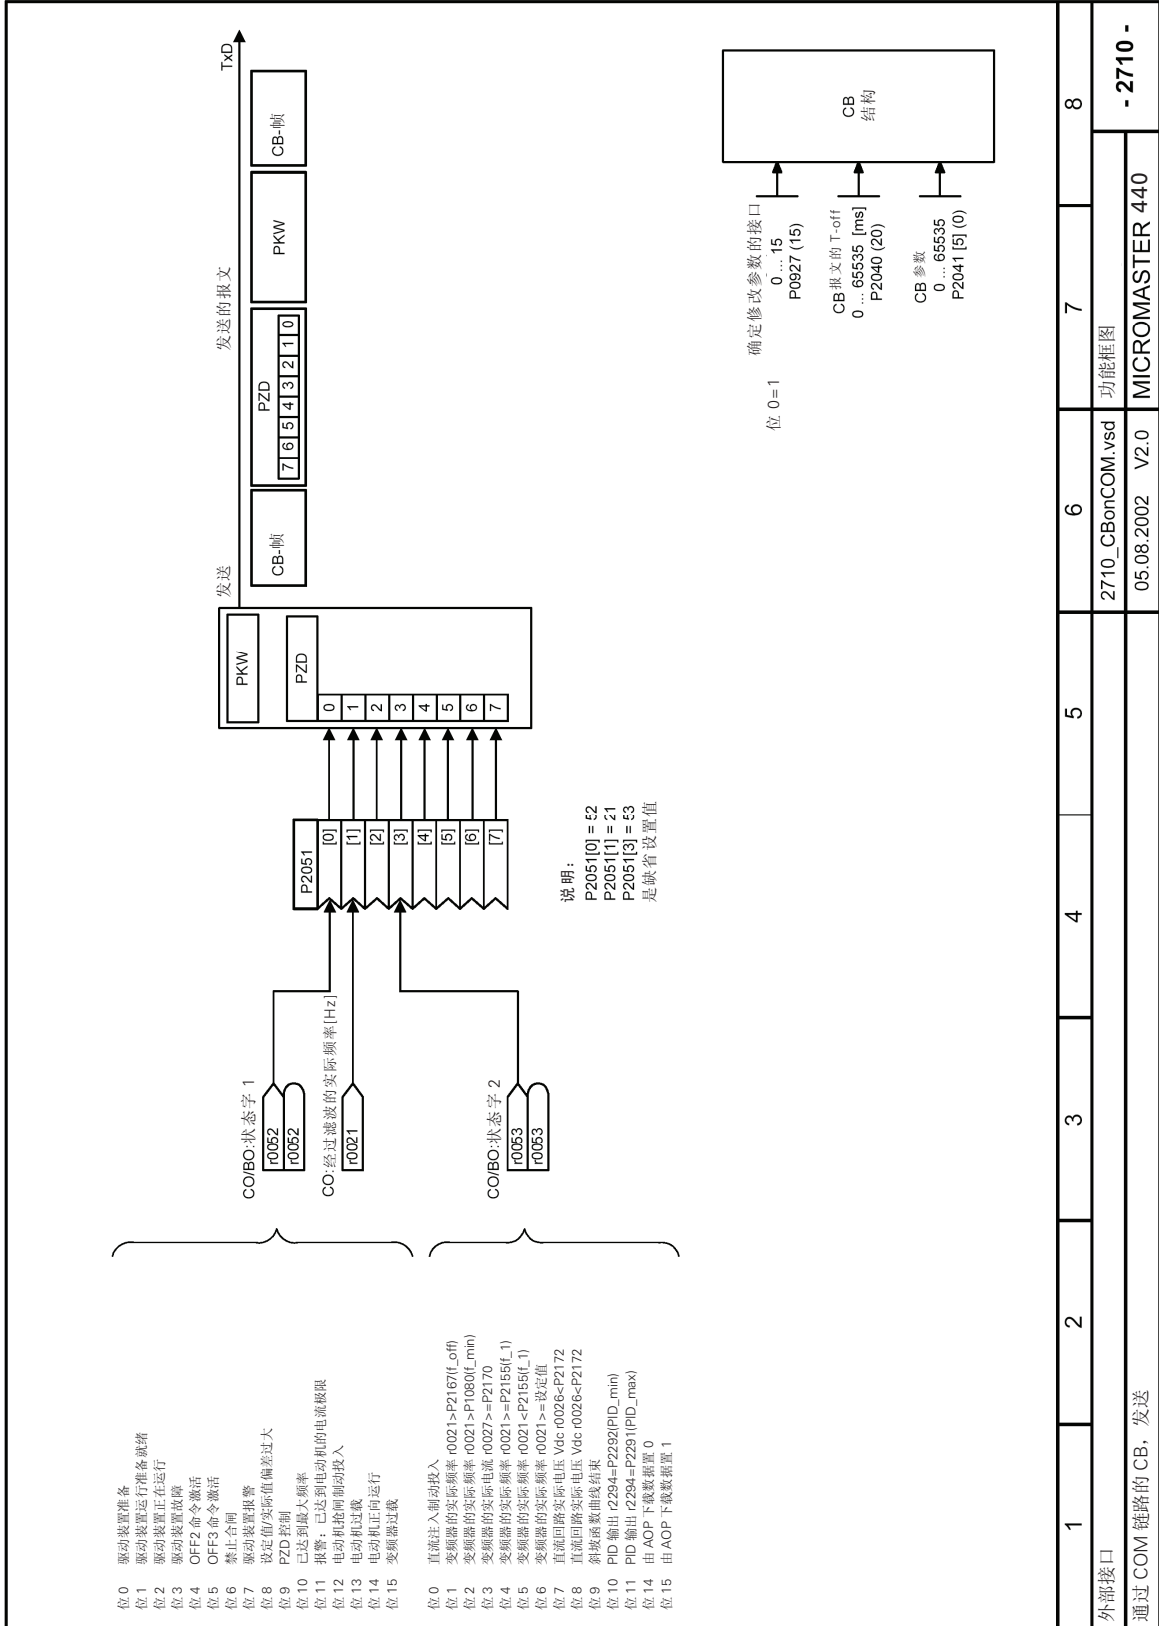 位 0 驱动装置准备
位 1 驱动装置运行准备就绪
位 2 驱动装置正在运行
位 3 驱动装置故障
位 4 OFF2 命令激活
位 5 OFF3 命令激活
位 6 禁止合闸
位 7 驱动装置报警
位 8 设定值/实际值偏差过大
位 9 PZD 控制
位 10 已达到最大频率
位 11 报警：已达到电动机的电流极限
位 12 电动机抱闸制动投入
位 13 电动机过载
位 14 电动机正向运行
位 15 变频器过载
位 0 直流注入制动投入
位 1 变频器的实际频率 r0021>P2167(f_off)
位 2 变频器的实际频率 r0021>P1080(f_min)
位 3 变频器的实际电流 r0027>=P2170
位 4 变频器的实际频率 r0021>=P2155(f_1)
位 5 变频器的实际频率 r0021<P2155(f_1)
位 6 变频器的实际频率 r0021>=设定值
位 7 直流回路实际电压 Vdc r0026<P2172
位 8 直流回路实际电压 Vdc r0026<P2172
位 9 斜坡函数曲线结束
位 10 PID 输出 r2294=P2292(PID_min)
位 11 PID 输出 r2294=P2291(PID_max)
位 14 由 AOP 下载数据置 0
位 15 由 AOP 下载数据置 1
CO/BO:状态字 1
r0052
r0052
CO:经过滤波的实际频率[Hz]
r0021
CO/BO:状态字 2
r0053
r0053
P2051
[0]
[1]
[2]
[3]
[4]
[5]
[6]
[7]
说明：
P2051[0] = 52
P2051[1] = 21
P2051[3] = 53
是缺省设置值
PKW
PZD
0
1
2
3
4
5
6
7
发送
发送的报文
TxD
CB-帧
PZD
7 6 5 4 3 2 1 0
PKW
CB-帧
位 0=1
确定修改参数的接口
0 ... 15
P0927 (15)
CB 报文的 T-off
0 ... 65535 [ms]
P2040 (20)
CB 参数
0 ... 65535
P2041 [5] (0)
CB
结构
1 2 3 4 5 6 7 8
外部接口 2710_CBonCOM.vsd 功能框图 - 2710 -
通过 COM 链路的 CB，发送 05.08.2002 V2.0 MICROMASTER 440